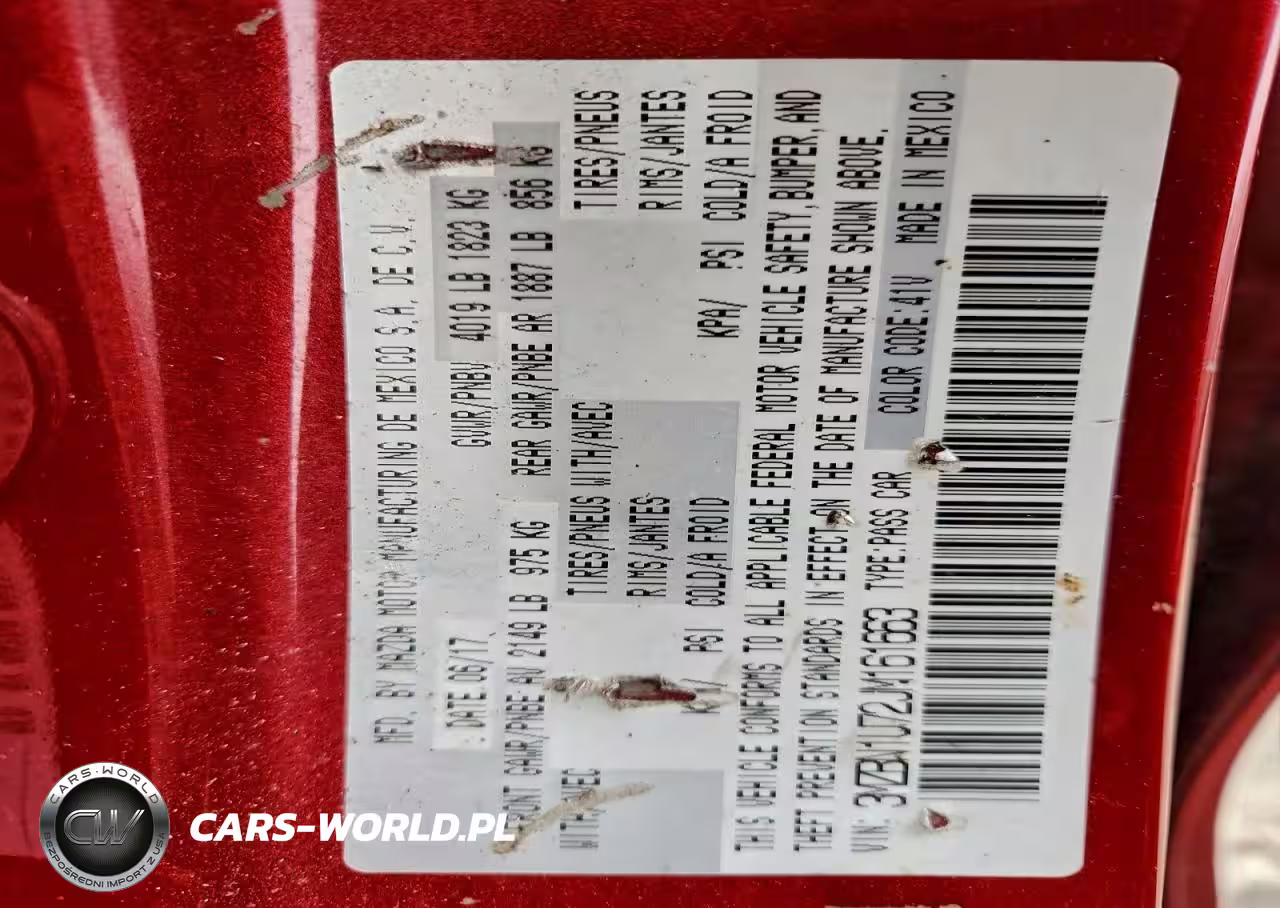 MFD. BY MAZDA MOTOR MANUFACTURING DE MEXICO S.A. DE C.V.
DATE 06/17 GVWR/PNBV 4019 LB 1823 KG
FRONT GAWR/PNBE AV 2149 LB 975 KG REAR GAWR/PNBE AR 1887 LB 856 KG
WITH/AVEC TIRES/PNEUS WITH/AVEC TIRES/PNEUS
RIMS/JANTES RIMS/JANTES
PSI COLD/A FROID KPA/ PSI COLD/A FROID
THIS VEHICLE CONFORMS TO ALL APPLICABLE FEDERAL MOTOR VEHICLE SAFETY, BUMPER, AND
THEFT PREVENTION STANDARDS IN EFFECT ON THE DATE OF MANUFACTURE SHOWN ABOVE.
VIN: 3MZBN1U72JM161663 TYPE:PASS CAR COLOR CODE:41V MADE IN MEXICO
CARS-WORLD
CW
BEZPOŚREDNI IMPORT Z USA
CARS-WORLD.PL